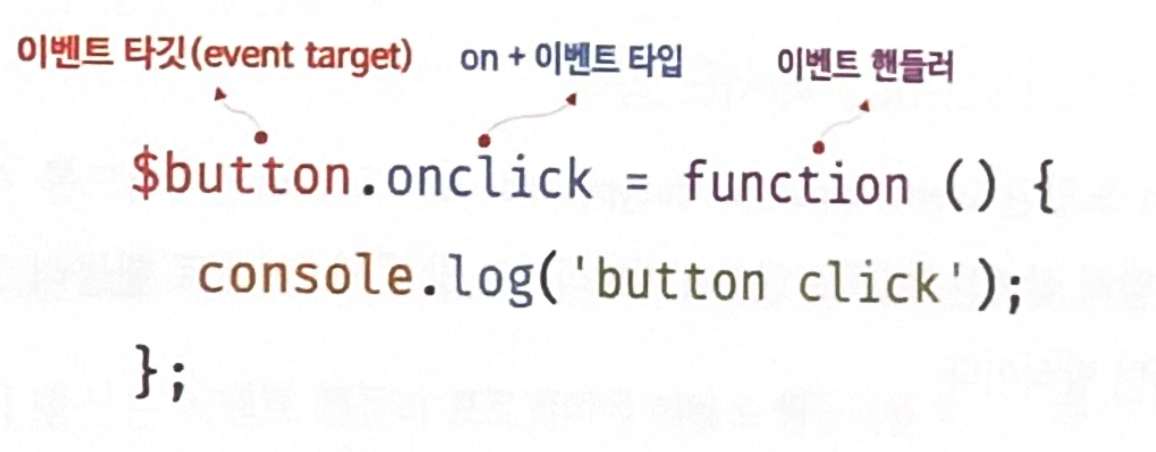 이벤트 타깃(event target) on + 이벤트 타입 이벤트 핸들러
$button.onclick = function () {
console.log('button click');
};